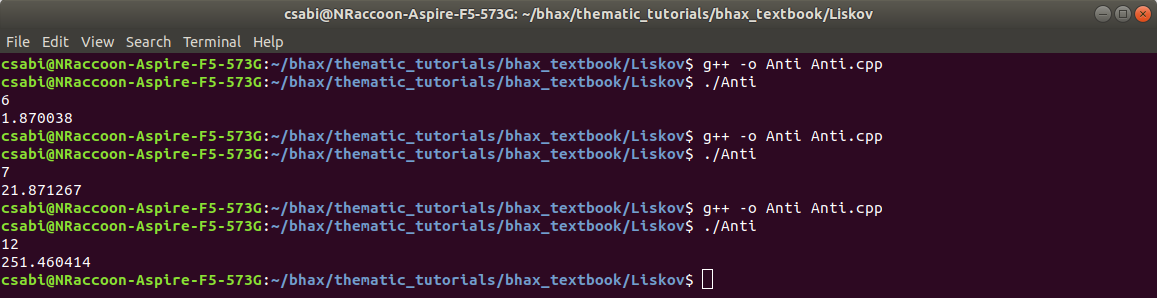 csabi@NRaccoon-Aspire-F5-573G: ~/bhax/thematic_tutorials/bhax_textbook/Liskov
File Edit View Search Terminal Help
csabi@NRaccoon-Aspire-F5-573G:~/bhax/thematic_tutorials/bhax_textbook/Liskov$ g++ -o Anti Anti.cpp
csabi@NRaccoon-Aspire-F5-573G:~/bhax/thematic_tutorials/bhax_textbook/Liskov$ ./Anti
6
1.870038
csabi@NRaccoon-Aspire-F5-573G:~/bhax/thematic_tutorials/bhax_textbook/Liskov$ g++ -o Anti Anti.cpp
csabi@NRaccoon-Aspire-F5-573G:~/bhax/thematic_tutorials/bhax_textbook/Liskov$ ./Anti
7
21.871267
csabi@NRaccoon-Aspire-F5-573G:~/bhax/thematic_tutorials/bhax_textbook/Liskov$ g++ -o Anti Anti.cpp
csabi@NRaccoon-Aspire-F5-573G:~/bhax/thematic_tutorials/bhax_textbook/Liskov$ ./Anti
12
251.460414
csabi@NRaccoon-Aspire-F5-573G:~/bhax/thematic_tutorials/bhax_textbook/Liskov$